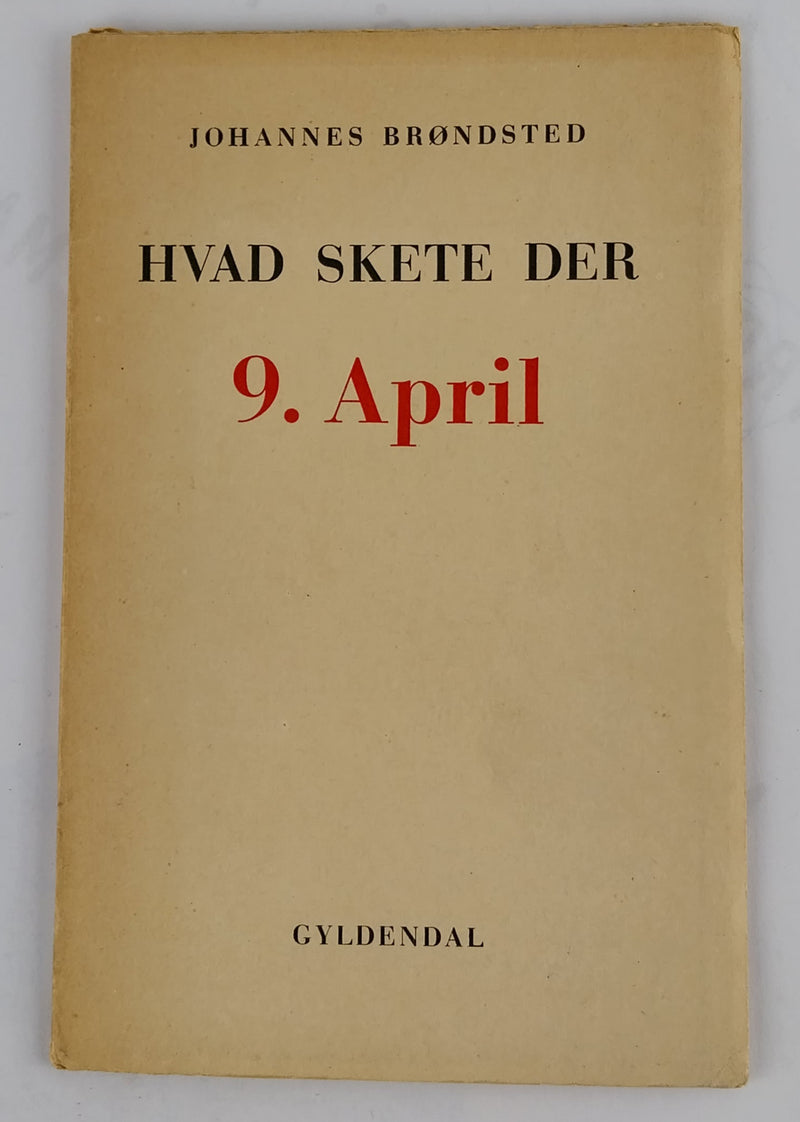 JOHANNES BRØNDSTED
HVAD SKETE DER
9. April
GYLDENDAL